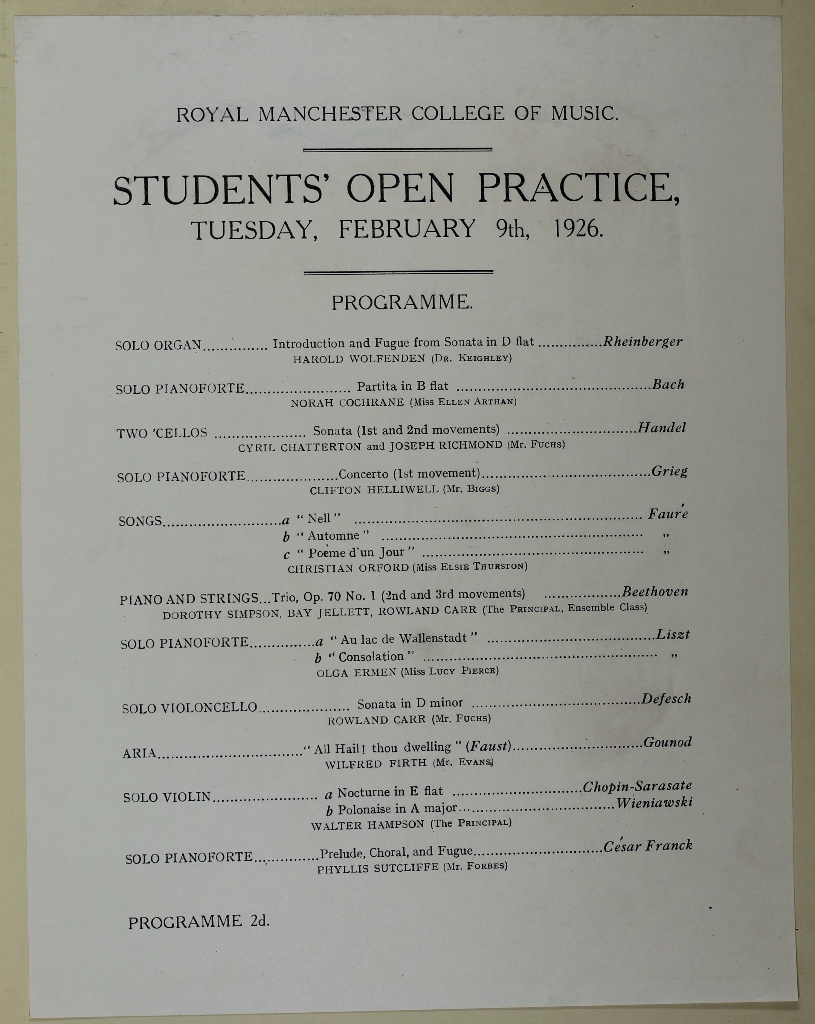 ROYAL MANCHESTER COLLEGE OF MUSIC.
STUDENTS' OPEN PRACTICE,
TUESDAY, FEBRUARY 9th, 1926.
PROGRAMME.
SOLO ORGAN.............. Introduction and Fugue from Sonata in D flat ...............Rheinberger
HAROLD WOLFENDEN (DR. KEIGHLEY)
SOLO PIANOFORTE........................ Partita in B flat .............................................Bach
NORAH COCHRANE (Miss ELLEN ARTHAN)
TWO 'CELLOS ..................... Sonata (1st and 2nd movements) ..............................Handel
CYRIL CHATTERTON and JOSEPH RICHMOND (Mr. FUCHS)
SOLO PIANOFORTE.....................Concerto (1st movement).......................................Grieg
CLIFTON HELLIWELL (Mr. BIGGS)
SONGS...........................a " Nell " .................................................................. Fauré
b " Automne " ............................................................ „
c " Poème d'un Jour " ................................................... „
CHRISTIAN ORFORD (Miss ELSIE THURSTON)
PIANO AND STRINGS...Trio, Op. 70 No. 1 (2nd and 3rd movements) ..................Beethoven
DOROTHY SIMPSON, BAY JELLETT, ROWLAND CARR (The PRINCIPAL, Ensemble Class)
SOLO PIANOFORTE...............a " Au lac de Wallenstadt " .......................................Liszt
b " Consolation " ...................................................... „
OLGA ERMEN (Miss LUCY PIERCE)
SOLO VIOLONCELLO..................... Sonata in D minor .......................................Defesch
ROWLAND CARR (Mr. FUCHS)
ARIA.................................." All Hail! thou dwelling " (Faust)..............................Gounod
WILFRED FIRTH (Mr. EVANS)
SOLO VIOLIN........................ a Nocturne in E flat ..............................Chopin-Sarasate
b Polonaise in A major....................................Wieniawski
WALTER HAMPSON (The PRINCIPAL)
SOLO PIANOFORTE...............Prelude, Choral, and Fugue..............................César Franck
PHYLLIS SUTCLIFFE (Mr. FORBES)
PROGRAMME 2d.